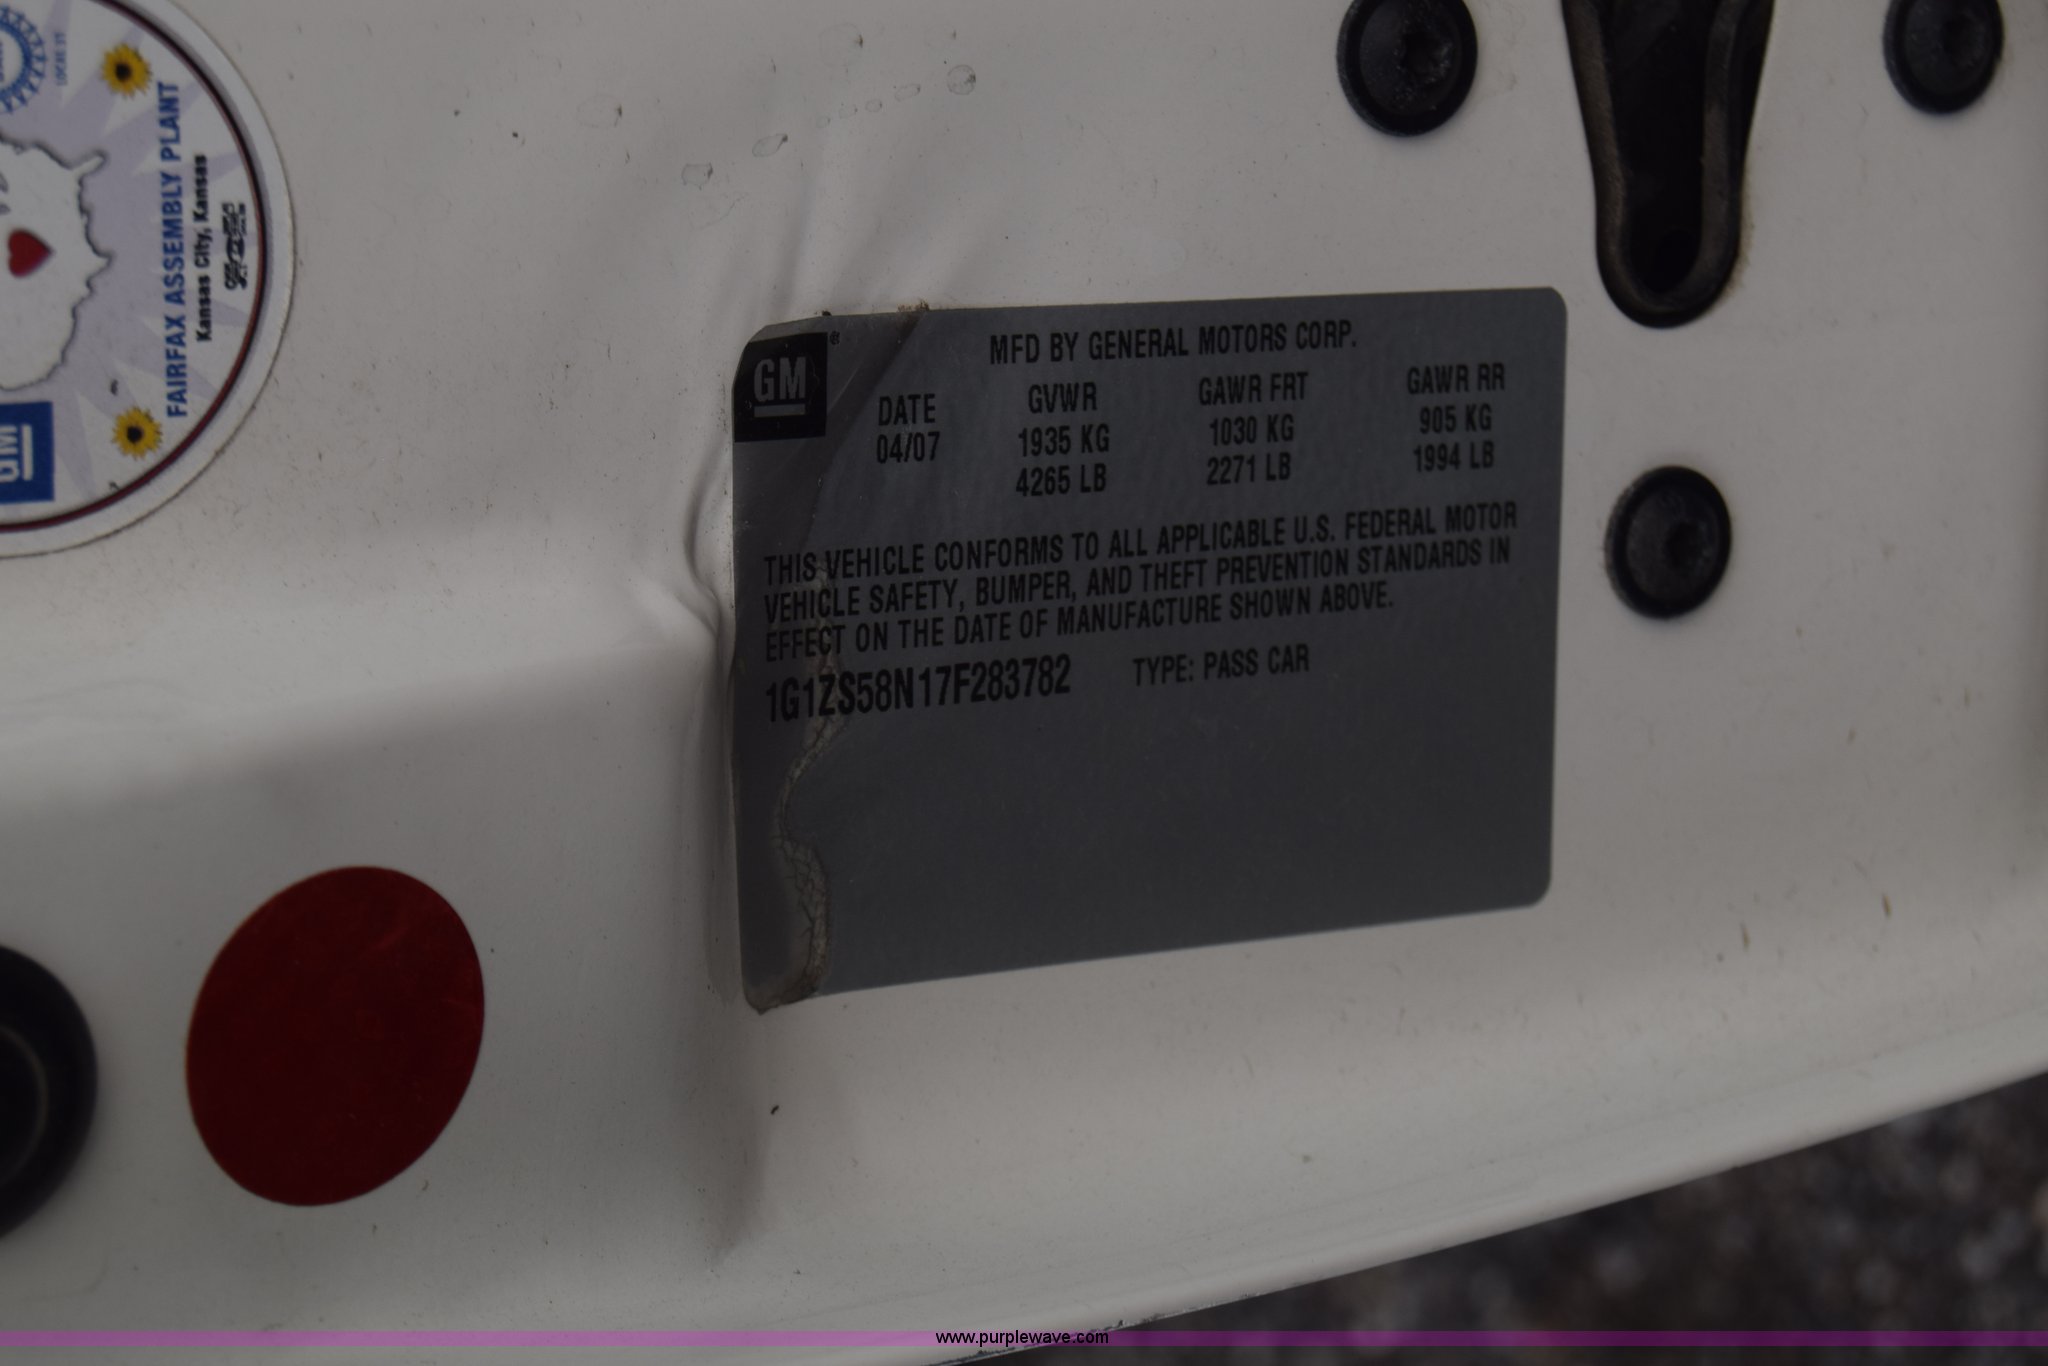 FAIRFAX ASSEMBLY PLANT
Kansas City, Kansas
GM
GM®
MFD BY GENERAL MOTORS CORP.
DATE GVWR GAWR FRT GAWR RR
04/07 1935 KG 1030 KG 905 KG
4265 LB 2271 LB 1994 LB
THIS VEHICLE CONFORMS TO ALL APPLICABLE U.S. FEDERAL MOTOR
VEHICLE SAFETY, BUMPER, AND THEFT PREVENTION STANDARDS IN
EFFECT ON THE DATE OF MANUFACTURE SHOWN ABOVE.
1G1ZS58N17F283782 TYPE: PASS CAR
www.purplewave.com